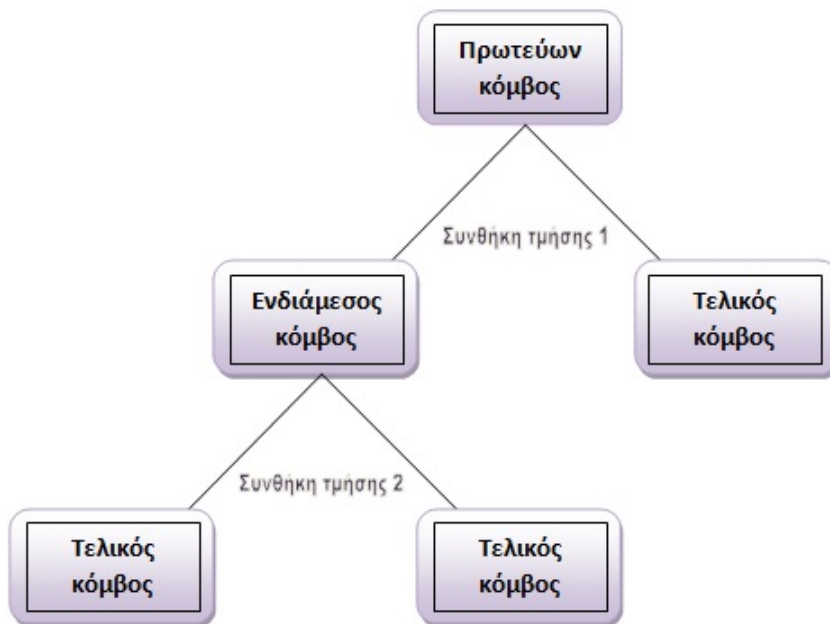 Πρωτεύων
κόμβος
Συνθήκη τμήσης 1
Ενδιάμεσος
κόμβος
Τελικός
κόμβος
Συνθήκη τμήσης 2
Τελικός
κόμβος
Τελικός
κόμβος